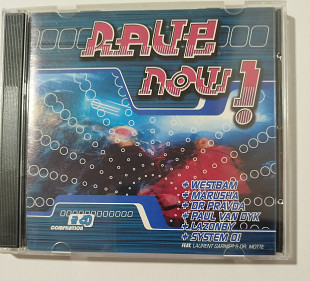 RAVE
NOW!
+ WESTBAM
+ MARUSHA
+ DR PRAVDA
+ PAUL VAN DYK
+ LAZONBY
+ SYSTEM 01
FEAT. LAURENT GARNIER & DR. MOTTE
COMPILATION